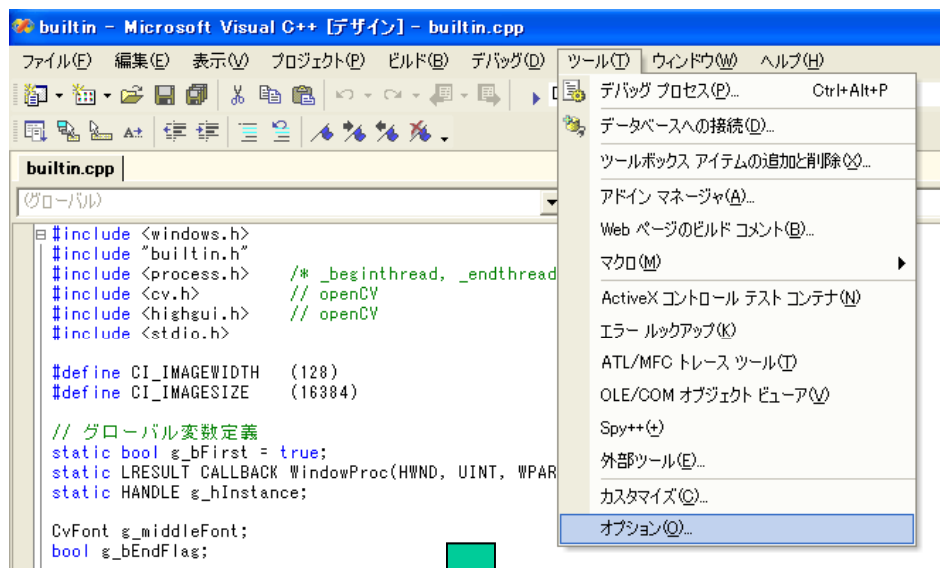 builtin - Microsoft Visual C++ [デザイン] - builtin.cpp
ファイル(F) 編集(E) 表示(V) プロジェクト(P) ビルド(B) デバッグ(D) ツール(T) ウィンドウ(W) ヘルプ(H)
デバッグ プロセス(P)... Ctrl+Alt+P
データベースへの接続(D)...
ツールボックス アイテムの追加と削除(X)...
アドイン マネージャ(A)...
Web ページのビルド コメント(B)...
マクロ(M)
ActiveX コントロール テスト コンテナ(N)
エラー ルックアップ(K)
ATL/MFC トレース ツール(T)
OLE/COM オブジェクト ビューア(V)
Spy++(+)
外部ツール(E)...
カスタマイズ(C)...
オプション(O)...
builtin.cpp
(グローバル)
#include <windows.h>
#include "builtin.h"
#include <process.h> /* _beginthread, _endthread
#include <cv.h> // openCV
#include <highgui.h> // openCV
#include <stdio.h>
#define CI_IMAGEWIDTH (128)
#define CI_IMAGESIZE (16384)
// グローバル変数定義
static bool g_bFirst = true;
static LRESULT CALLBACK WindowProc(HWND, UINT, WPAR
static HANDLE g_hInstance;
CvFont g_middleFont;
bool g_bEndFlag;